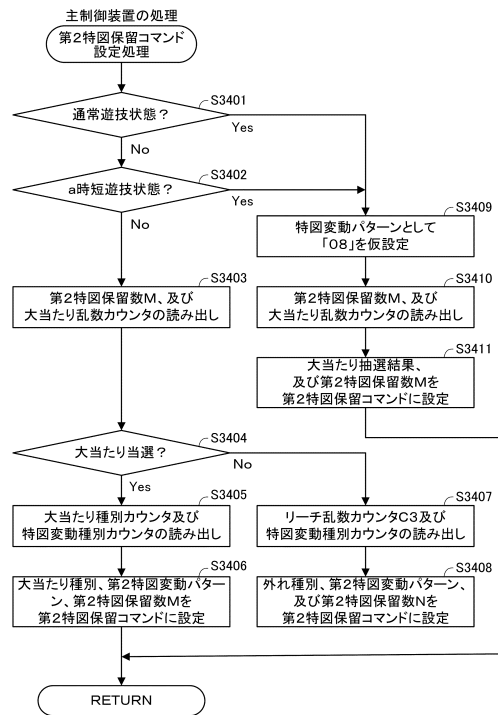 主制御装置の処理
第2特図保留コマンド
設定処理
S3401
通常遊技状態？
Yes
No
S3402
a時短遊技状態？
Yes
No
S3409
特図変動パターンとして
「08」を仮設定
S3403
第2特図保留数M、及び
大当たり乱数カウンタの読み出し
S3410
第2特図保留数M、及び
大当たり乱数カウンタの読み出し
S3411
大当たり抽選結果、
及び第2特図保留数Mを
第2特図保留コマンドに設定
S3404
大当たり当選？
No
Yes
S3405
大当たり種別カウンタ及び
特図変動種別カウンタの読み出し
S3407
リーチ乱数カウンタC3及び
特図変動種別カウンタの読み出し
S3406
大当たり種別、第2特図変動パター
ン、第2特図保留数Mを
第2特図保留コマンドに設定
S3408
外れ種別、第2特図変動パターン、
及び第2特図保留数Nを
第2特図保留コマンドに設定
RETURN